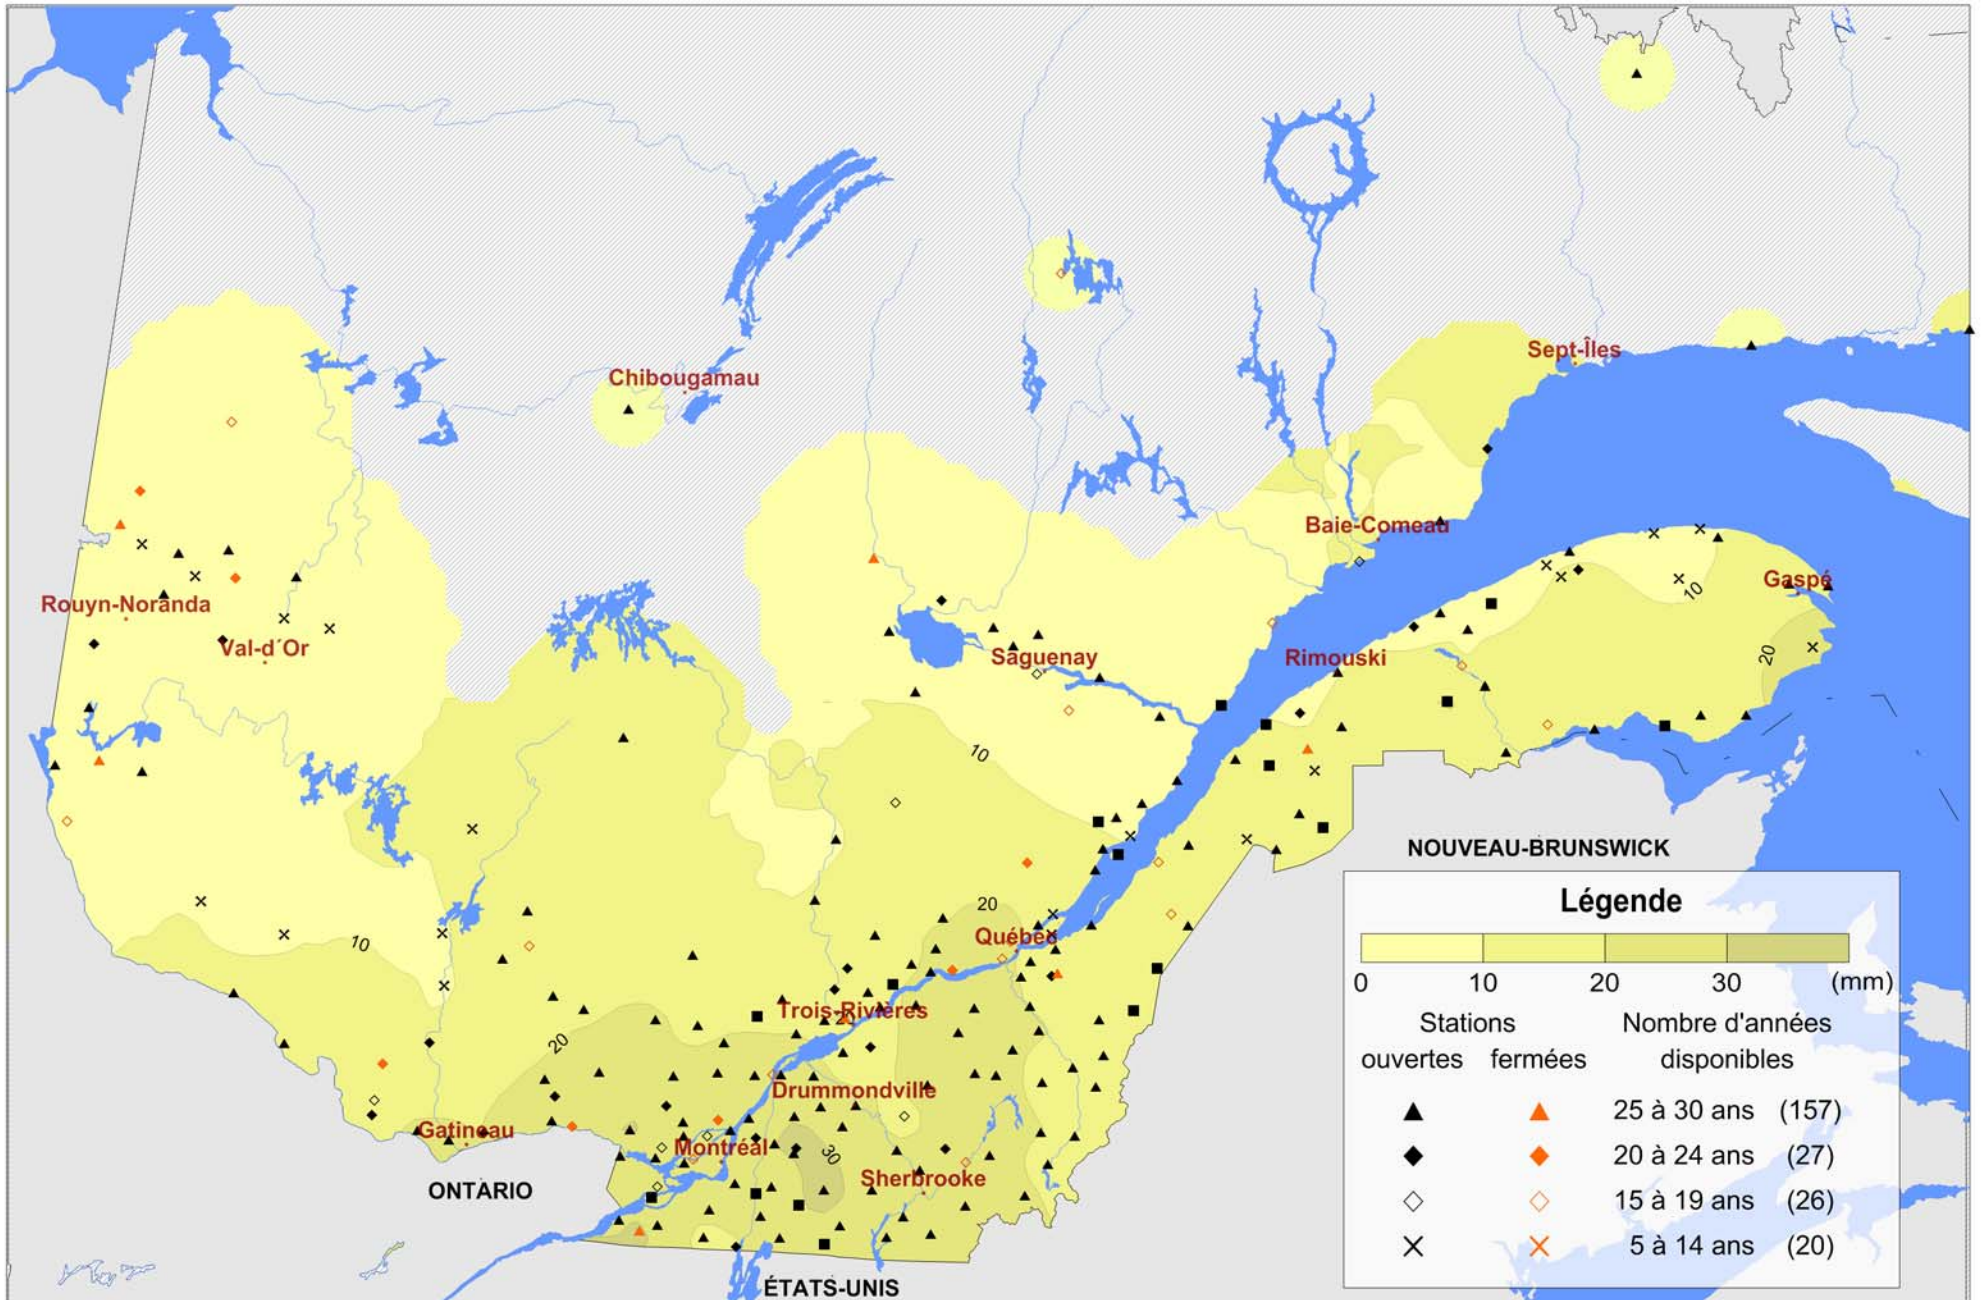 Sept-Îles
Chibougamau
Baie-Comeau
Gaspé
10
Rouyn-Noranda
Val-d'Or
Saguenay
Rimouski
20
10
NOUVEAU-BRUNSWICK
20
Québec
10
Trois-Rivières
20
20
Drummondville
Gatineau
Montréal
30
Sherbrooke
ONTARIO
ÉTATS-UNIS
Légende
0 10 20 30 (mm)
Stations Nombre d'années
ouvertes fermées disponibles
25 à 30 ans (157)
20 à 24 ans (27)
15 à 19 ans (26)
5 à 14 ans (20)